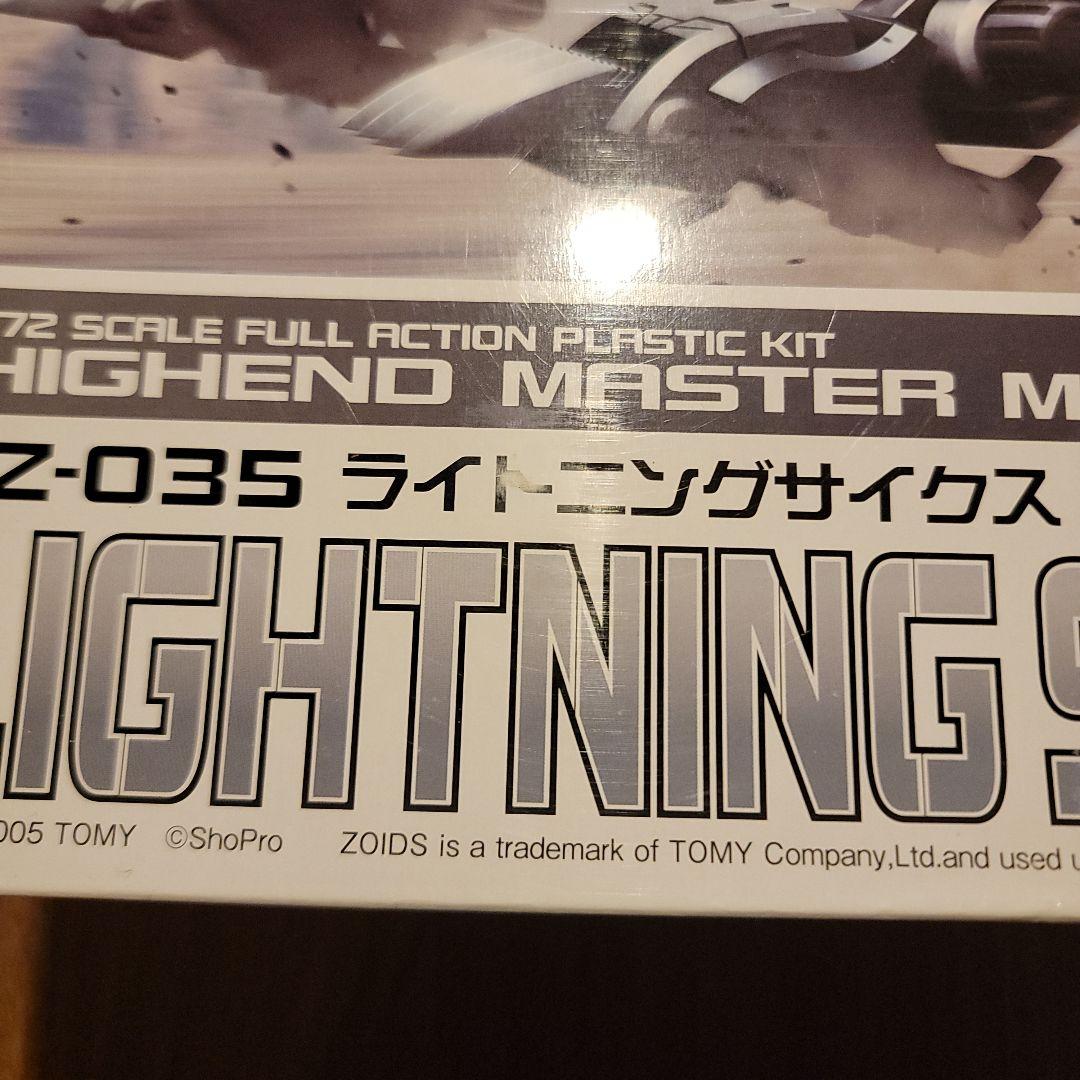 72 SCALE FULL ACTION PLASTIC KIT
HIGHEND MASTER M
Z-035 ライトニングサイクス
LIGHTNING S
005 TOMY ©ShoPro ZOIDS is a trademark of TOMY Company,Ltd.and used u